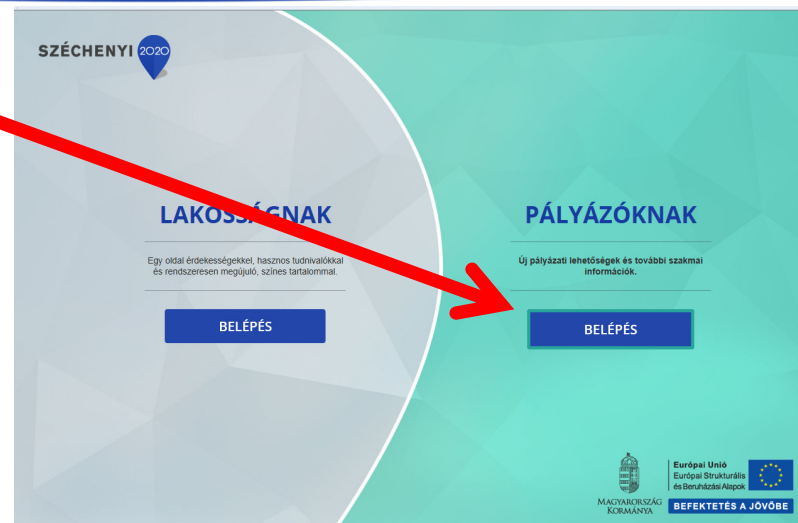 SZÉCHENYI 2020
LAKOSSÁGNAK
Egy oldal érdekességekkel, hasznos tudnivalókkal
és rendszeresen megújuló, színes tartalommal.
BELÉPÉS
PÁLYÁZÓKNAK
Új pályázati lehetőségek és további szakmai
információk.
BELÉPÉS
MAGYARORSZÁG
KORMÁNYA
Európai Unió
Európai Strukturális
és Beruházási Alapok
BEFEKTETÉS A JÖVŐBE